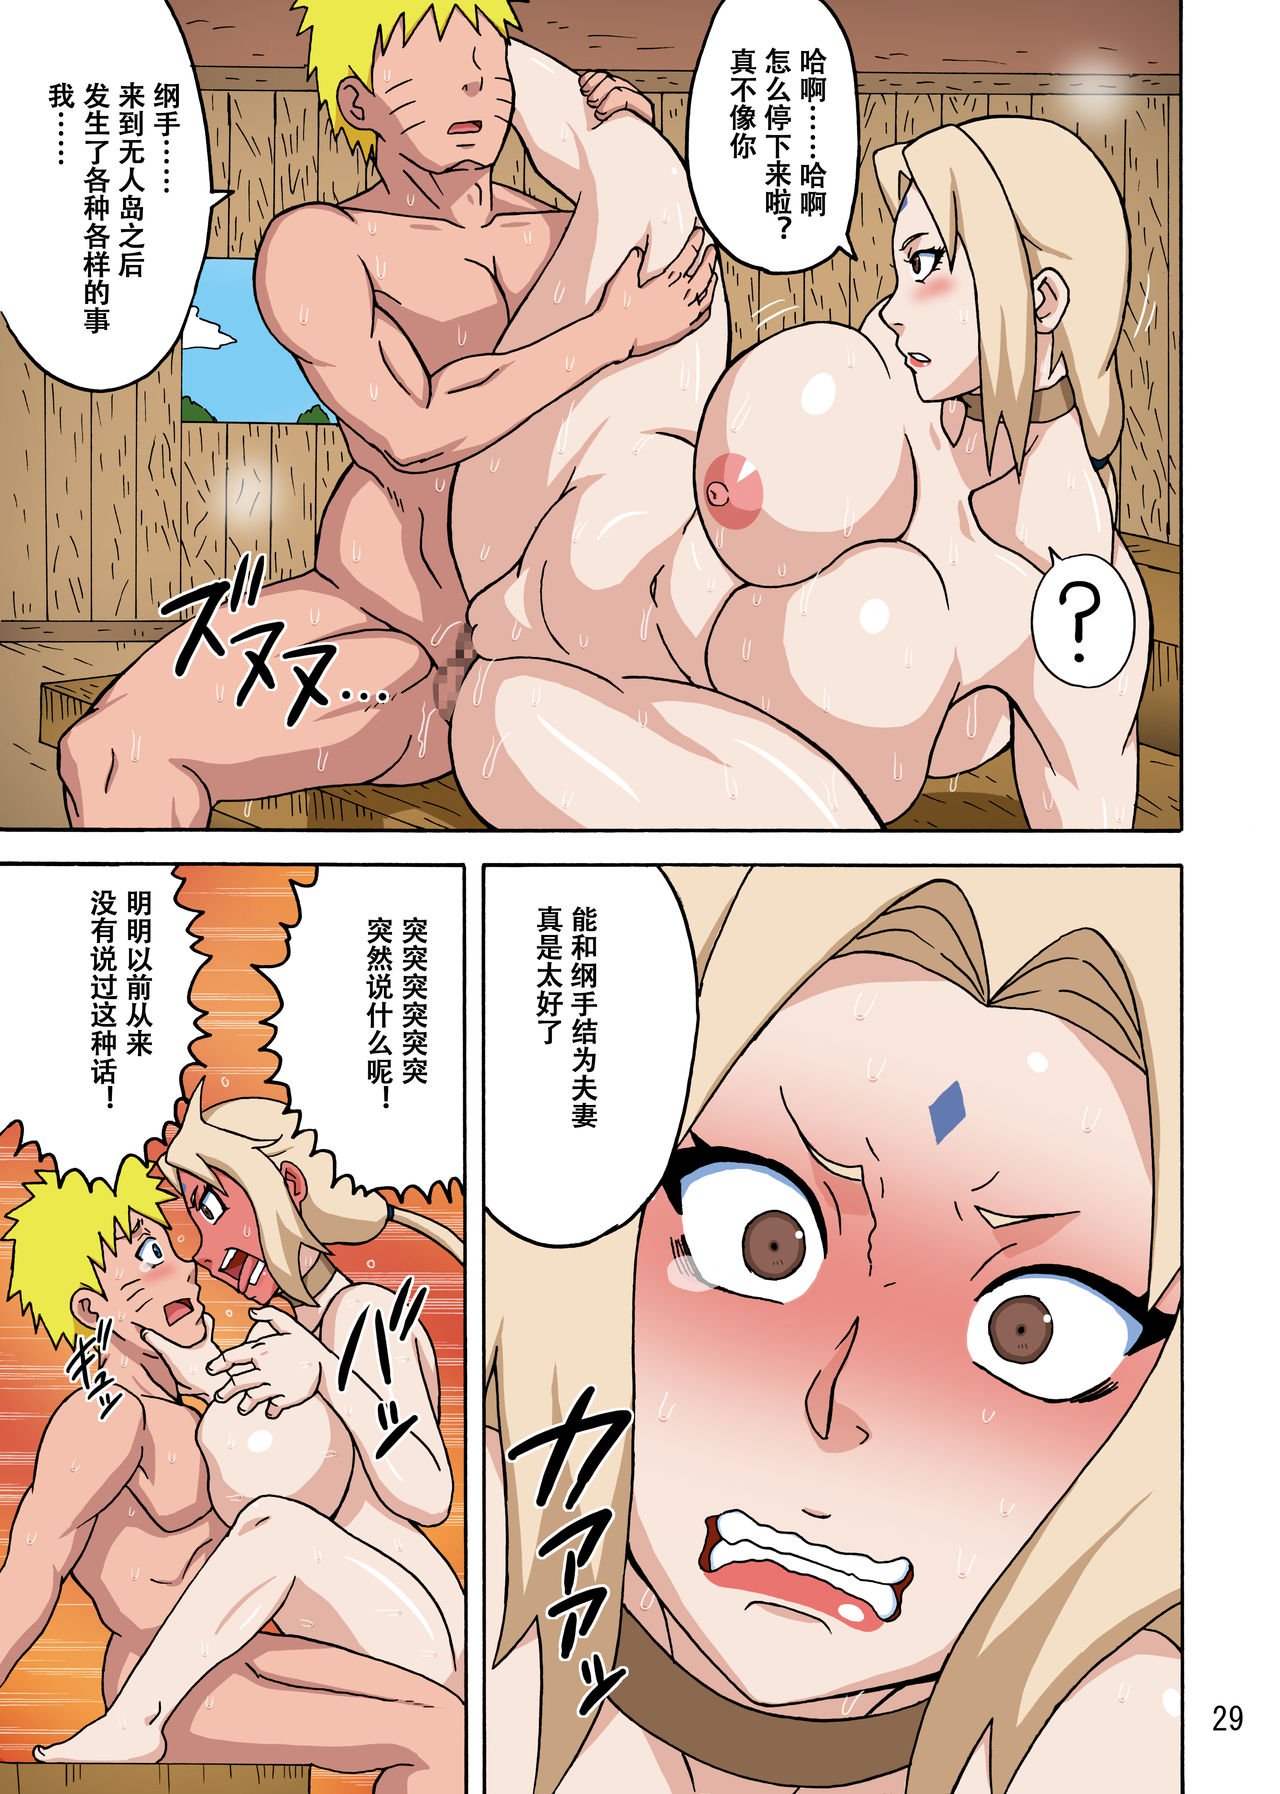 哈啊……哈啊
怎么停下来啦？
真不像你
纲手……
来到无人岛之后
发生了各种各样的事
我……
？
ズヌヌ…
能和纲手结为夫妻
真是太好了
カァァァッ
突突突突突突
突然说什么呢！
明明以前从来
没有说过这种话！
バッ
ギュッ
29